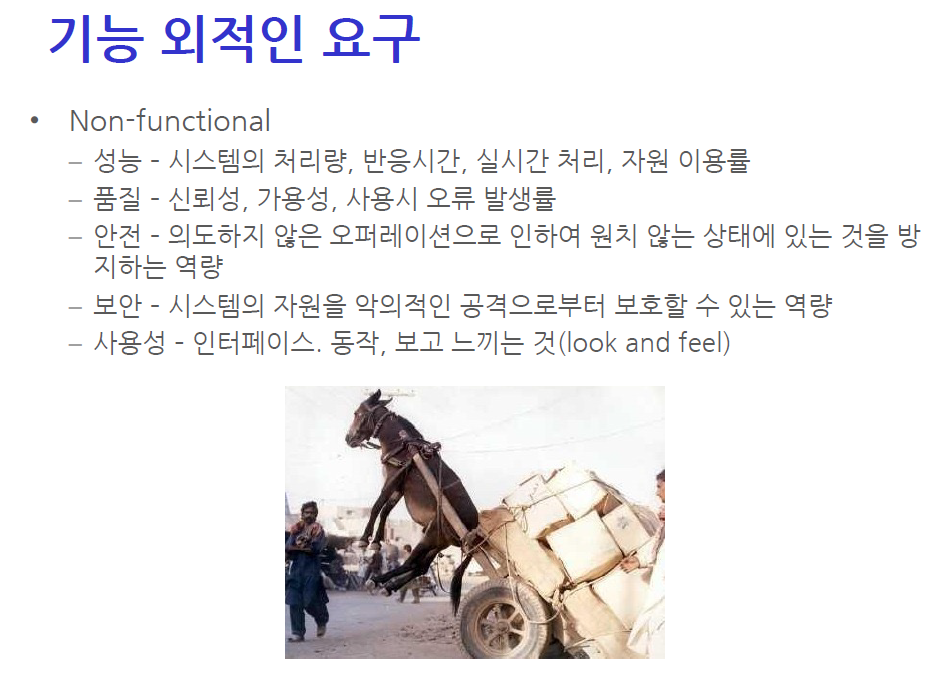 기능 외적인 요구
• Non-functional
– 성능 – 시스템의 처리량, 반응시간, 실시간 처리, 자원 이용률
– 품질 – 신뢰성, 가용성, 사용시 오류 발생률
– 안전 – 의도하지 않은 오퍼레이션으로 인하여 원치 않는 상태에 있는 것을 방
지하는 역량
– 보안 – 시스템의 자원을 악의적인 공격으로부터 보호할 수 있는 역량
– 사용성 – 인터페이스. 동작, 보고 느끼는 것(look and feel)